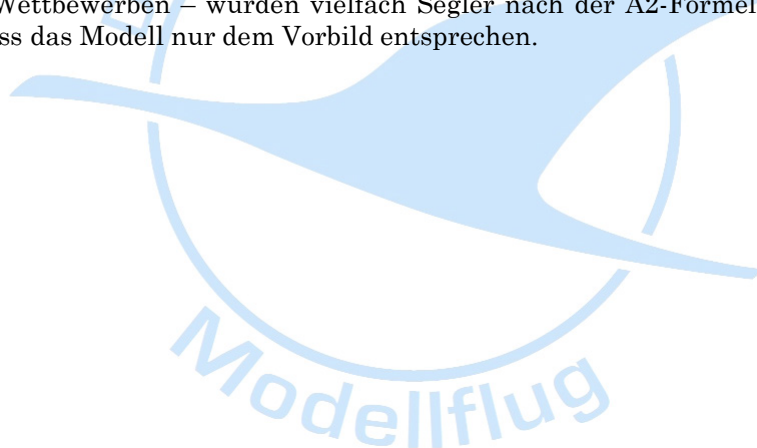 Wettbewerben – wurden vielfach Segler nach der A2-Formel
ss das Modell nur dem Vorbild entsprechen.
Modellflug